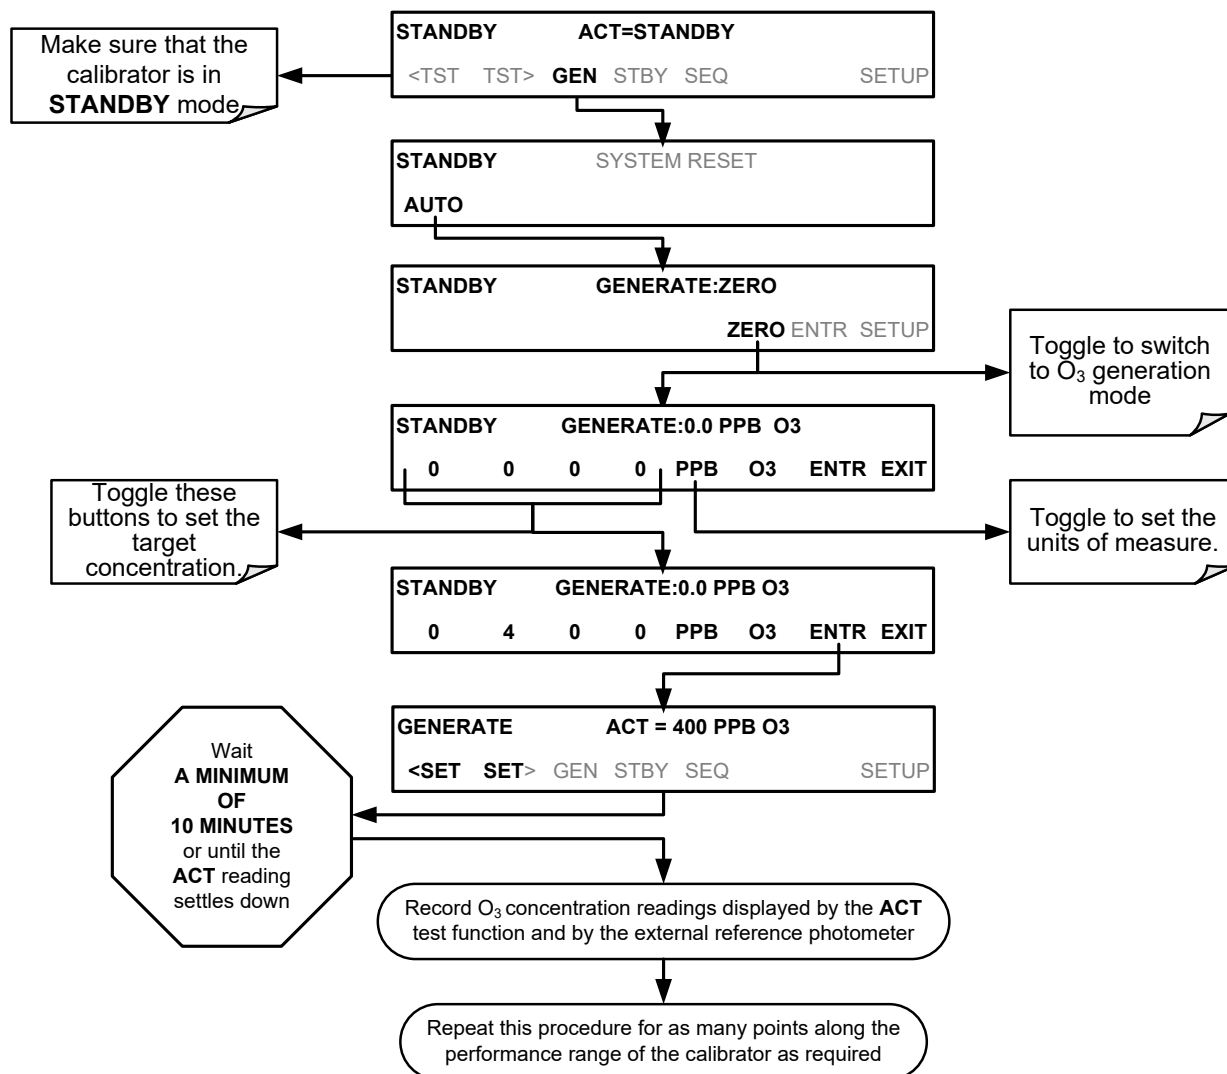 Make sure that the
calibrator is in
STANDBY mode
STANDBY ACT=STANDBY
<TST TST> GEN STBY SEQ SETUP
STANDBY SYSTEM RESET
AUTO
STANDBY GENERATE:ZERO
ZERO ENTR SETUP
Toggle to switch
to O₃ generation
mode
STANDBY GENERATE:0.0 PPB O3
0 0 0 0 PPB O3 ENTR EXIT
Toggle these
buttons to set the
target
concentration.
Toggle to set the
units of measure.
STANDBY GENERATE:0.0 PPB O3
0 4 0 0 PPB O3 ENTR EXIT
GENERATE ACT = 400 PPB O3
<SET SET> GEN STBY SEQ SETUP
Wait
A MINIMUM
OF
10 MINUTES
or until the
ACT reading
settles down
Record O₃ concentration readings displayed by the ACT
test function and by the external reference photometer
Repeat this procedure for as many points along the
performance range of the calibrator as required